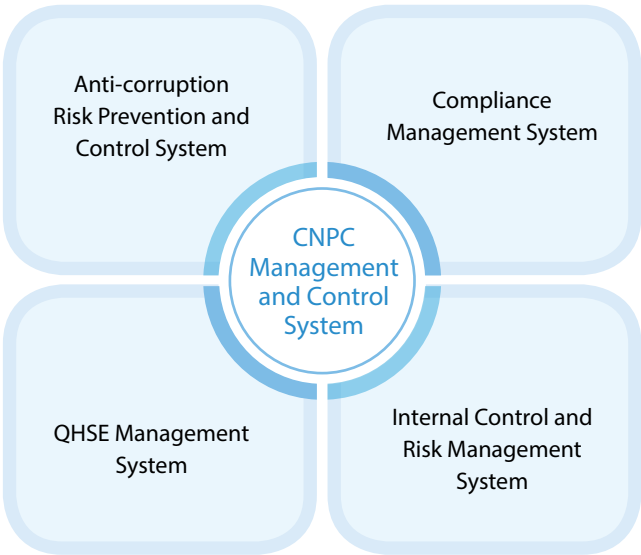 Anti-corruption
Risk Prevention and
Control System
Compliance
Management System
CNPC
Management
and Control
System
QHSE Management
System
Internal Control and
Risk Management
System